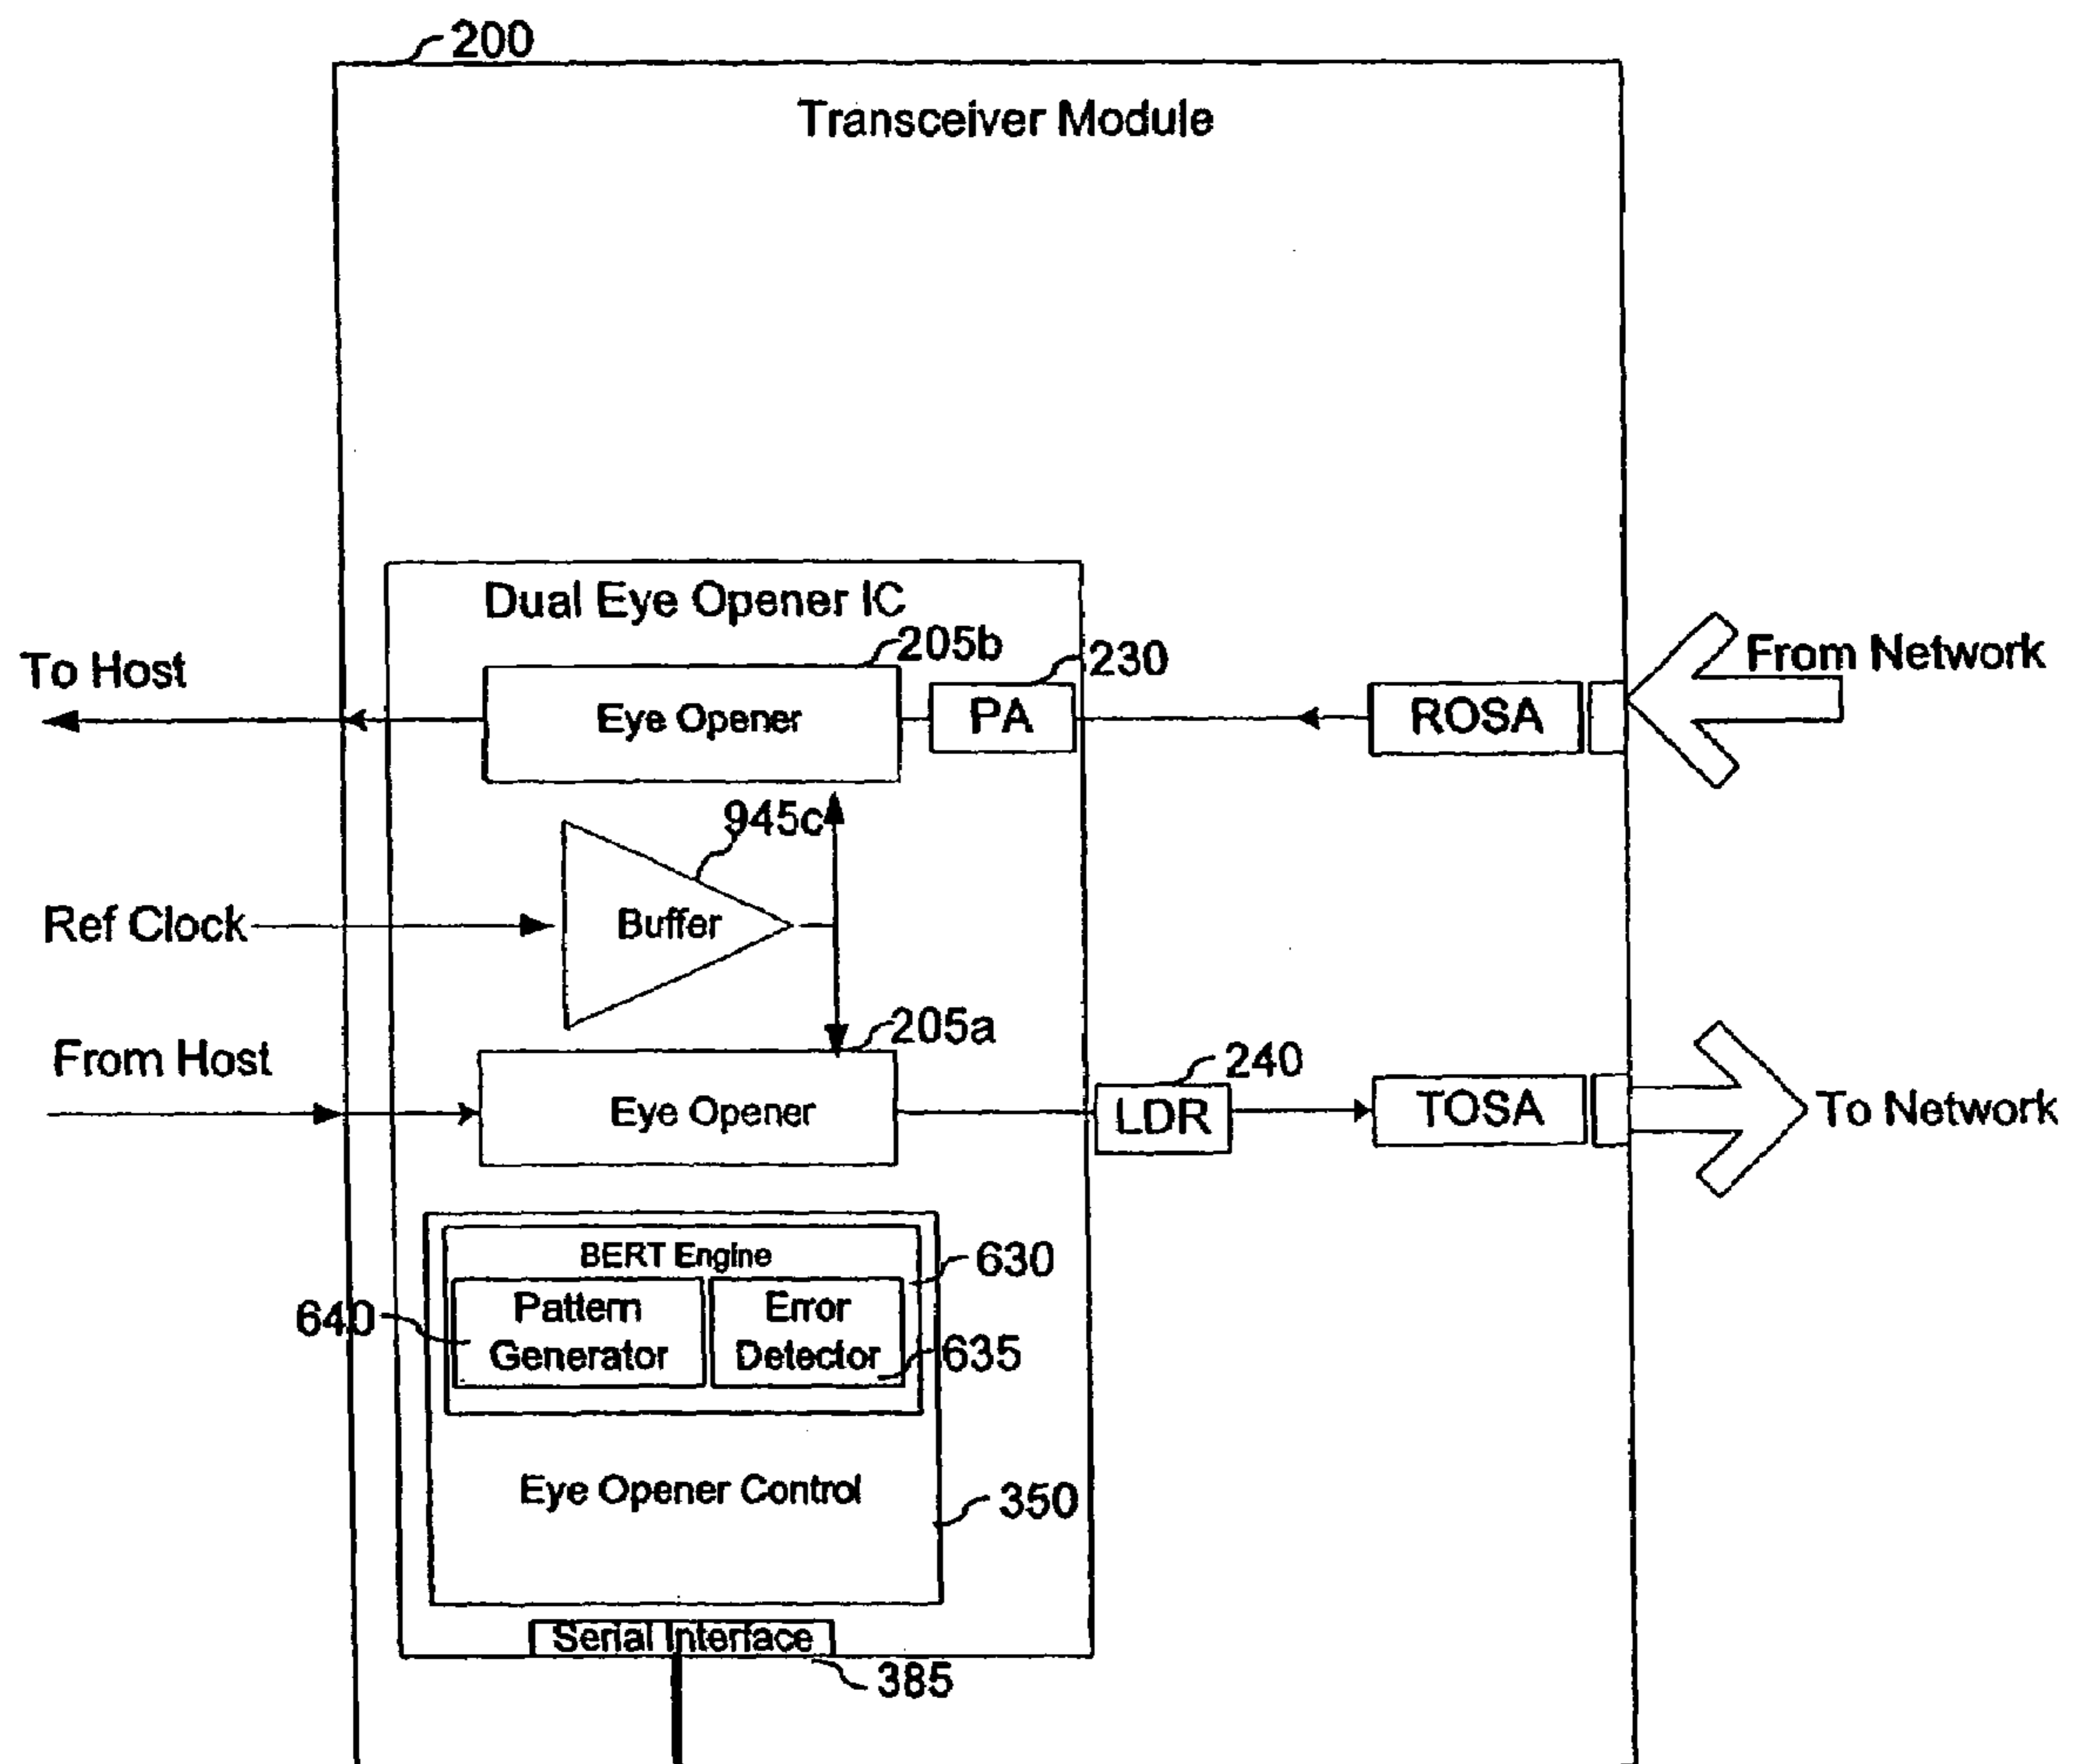 200
Transceiver Module
Dual Eye Opener IC
205b
230
To Host
From Network
Eye Opener
PA
ROSA
945c
Ref Clock
Buffer
205a
From Host
240
Eye Opener
LDR
TOSA
To Network
BERT Engine
630
640
Pattern
Generator
Error
Detector
635
Eye Opener Control
350
Serial Interface
385